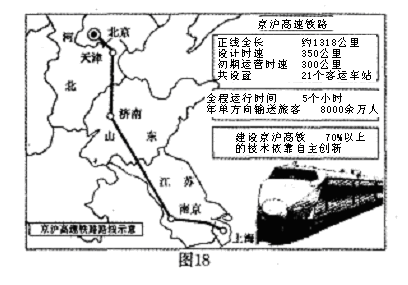 京沪高速铁路
正线全长 约1318公里
设计时速 350公里
初期运营时速 300公里
共设置 21个客运车站
全程运行时间 5个小时
年单方向输送旅客 8000余万人
建设京沪高铁 70%以上
的技术依靠自主创新
河
北京
天津
北
济南
山 东
江 苏
南京
上海
京沪高速铁路路线示意
图18